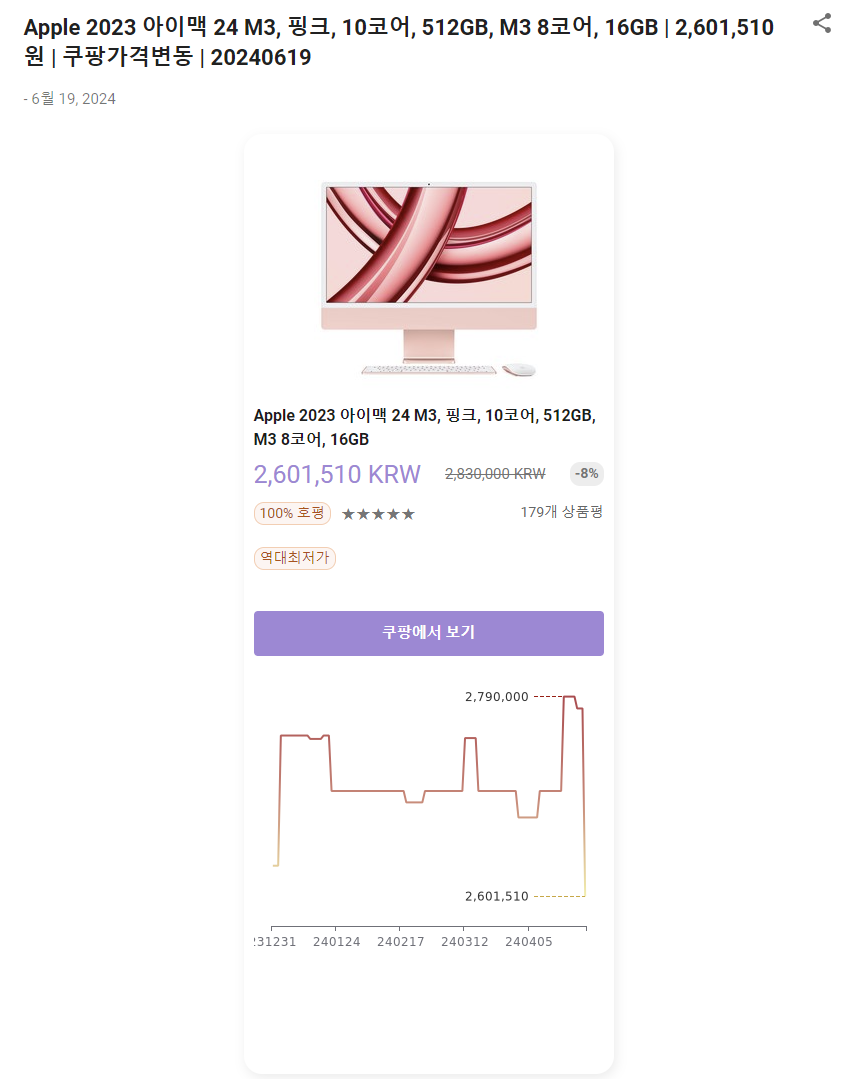 Apple 2023 아이맥 24 M3, 핑크, 10코어, 512GB, M3 8코어, 16GB | 2,601,510
원 | 쿠팡가격변동 | 20240619
- 6월 19, 2024
Apple 2023 아이맥 24 M3, 핑크, 10코어, 512GB,
M3 8코어, 16GB
2,601,510 KRW 2,830,000 KRW -8%
100% 호평 ★★★★★ 179개 상품평
역대최저가
쿠팡에서 보기
2,790,000
2,601,510
231231 240124 240217 240312 240405